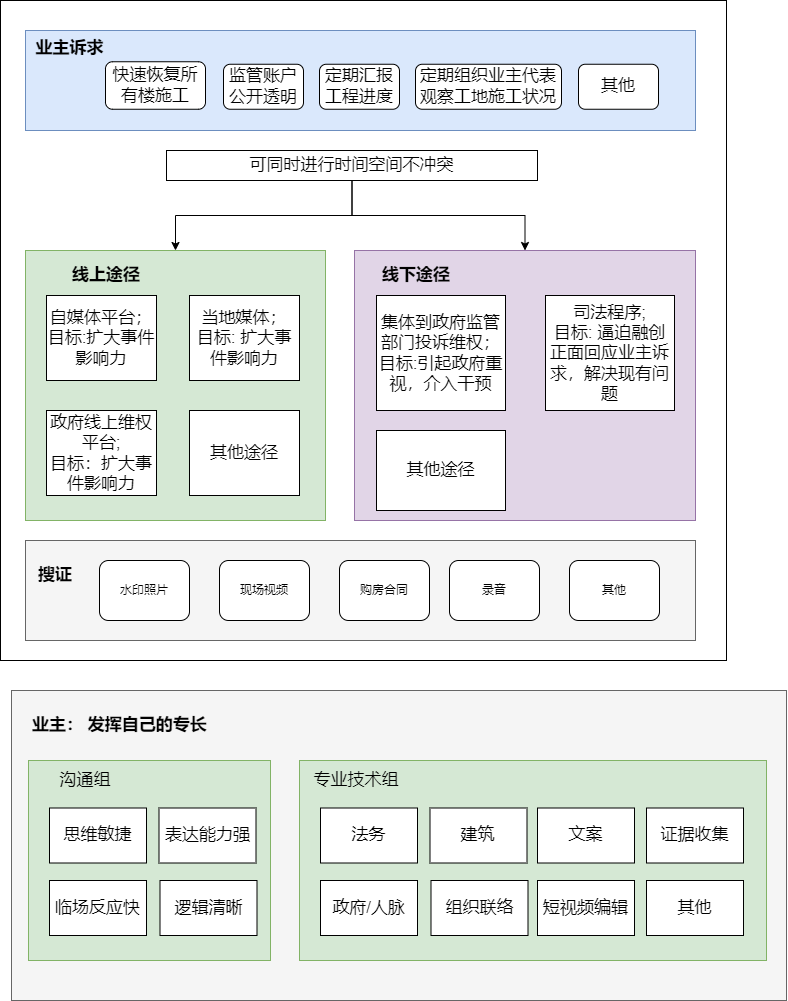 业主诉求
快速恢复所
有楼施工
监管账户
公开透明
定期汇报
工程进度
定期组织业主代表
观察工地施工状况
其他
可同时进行时间空间不冲突
线上途径
自媒体平台；
目标:扩大事件
影响力
当地媒体；
目标: 扩大事
件影响力
政府线上维权
平台;
目标：扩大事
件影响力
其他途径
线下途径
集体到政府监管
部门投诉维权；
目标:引起政府重
视，介入干预
司法程序;
目标: 逼迫融创
正面回应业主诉
求，解决现有问
题
其他途径
搜证
水印照片
现场视频
购房合同
录音
其他
业主： 发挥自己的专长
沟通组
思维敏捷
表达能力强
临场反应快
逻辑清晰
专业技术组
法务
建筑
文案
证据收集
政府/人脉
组织联络
短视频编辑
其他